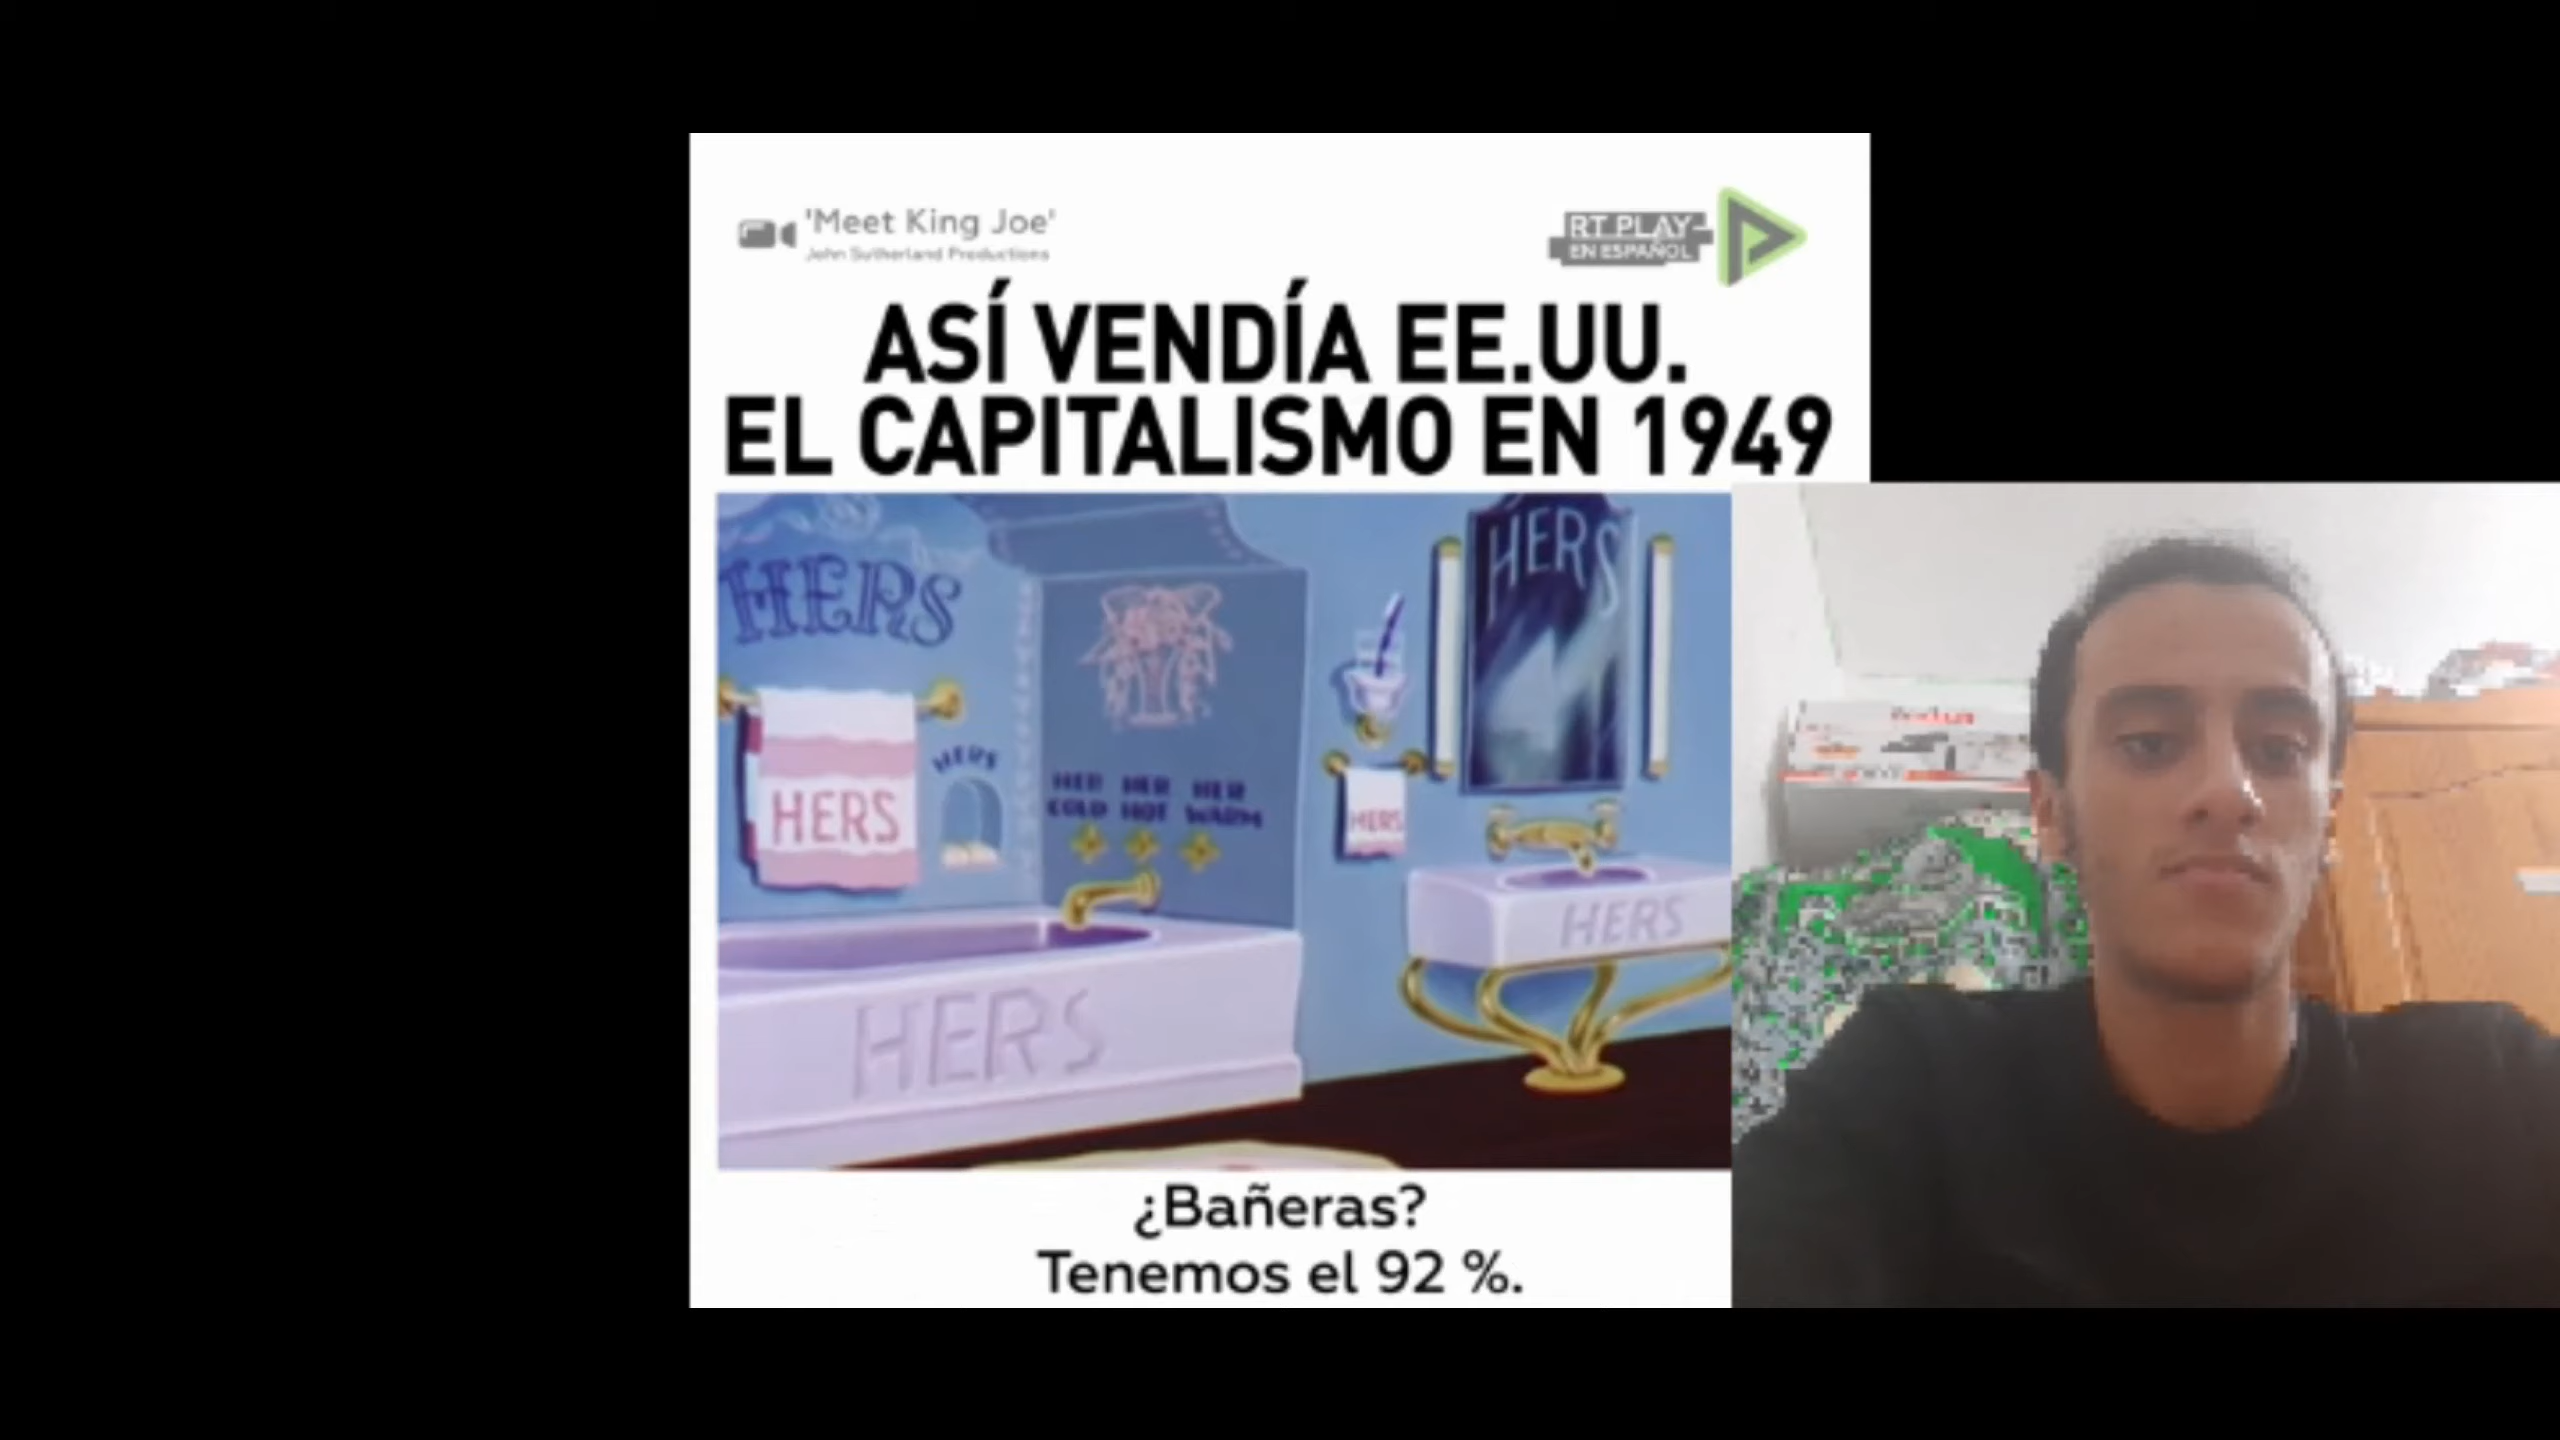 'Meet King Joe'
John Sutherland Productions
RT PLAY
EN ESPAÑOL
ASÍ VENDÍA EE.UU.
EL CAPITALISMO EN 1949
HERS
HERS
HERS
HERS
HER HER HER
COLD HOT WARM
HERS
HERS
HERS
¿Bañeras?
Tenemos el 92 %.